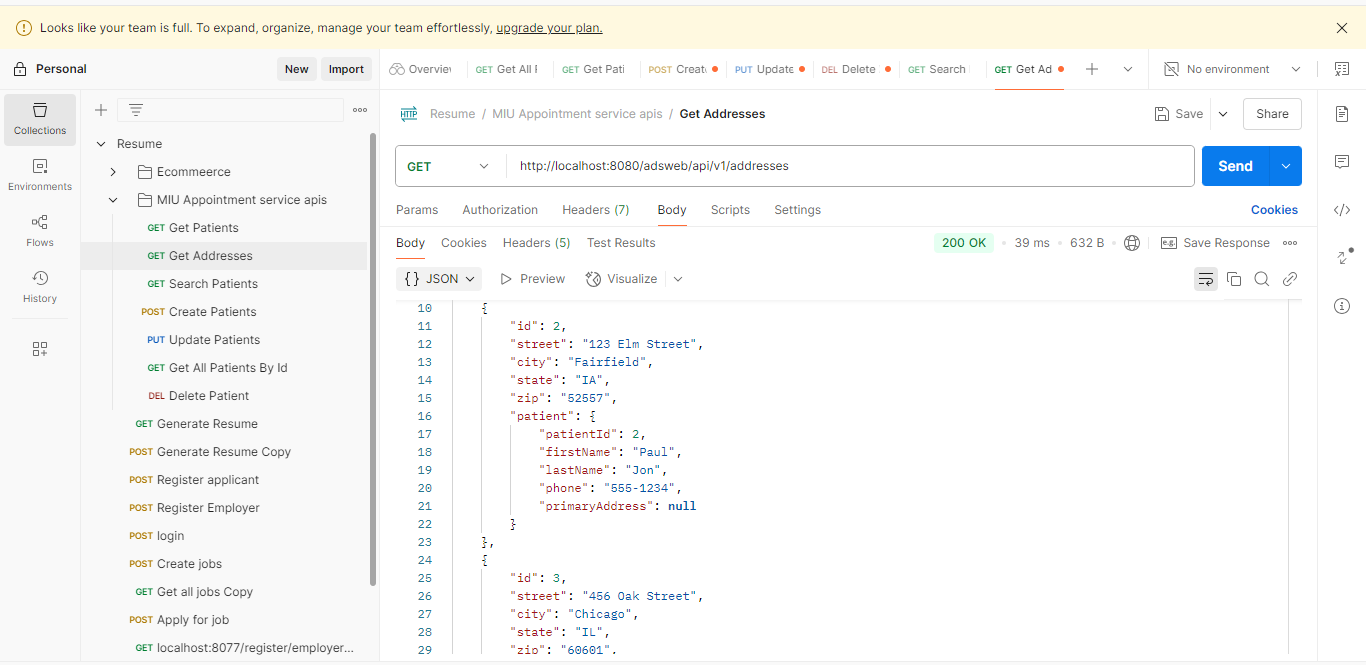 Looks like your team is full. To expand, organize, manage your team effortlessly, upgrade your plan.
Personal
New
Import
Overvie
GET Get All F
GET Get Pati
POST Creat
PUT Update
DEL Delete
GET Search
GET Get Ad
No environment
Collections
Environments
Flows
History
Resume
Ecommeerce
MIU Appointment service apis
GET Get Patients
GET Get Addresses
GET Search Patients
POST Create Patients
PUT Update Patients
GET Get All Patients By Id
DEL Delete Patient
GET Generate Resume
POST Generate Resume Copy
POST Register applicant
POST Register Employer
POST login
POST Create jobs
GET Get all jobs Copy
POST Apply for job
GET localhost:8077/register/employer...
HTTP Resume / MIU Appointment service apis / Get Addresses
Save
Share
GET
http://localhost:8080/adsweb/api/v1/addresses
Send
Params Authorization Headers (7) Body Scripts Settings
Cookies
Body Cookies Headers (5) Test Results
200 OK • 39 ms • 632 B •
e.g. Save Response
{} JSON
Preview
Visualize
10 {
11 "id": 2,
12 "street": "123 Elm Street",
13 "city": "Fairfield",
14 "state": "IA",
15 "zip": "52557",
16 "patient": {
17 "patientId": 2,
18 "firstName": "Paul",
19 "lastName": "Jon",
20 "phone": "555-1234",
21 "primaryAddress": null
22 }
23 },
24 {
25 "id": 3,
26 "street": "456 Oak Street",
27 "city": "Chicago",
28 "state": "IL",
29 "zip": "60601",